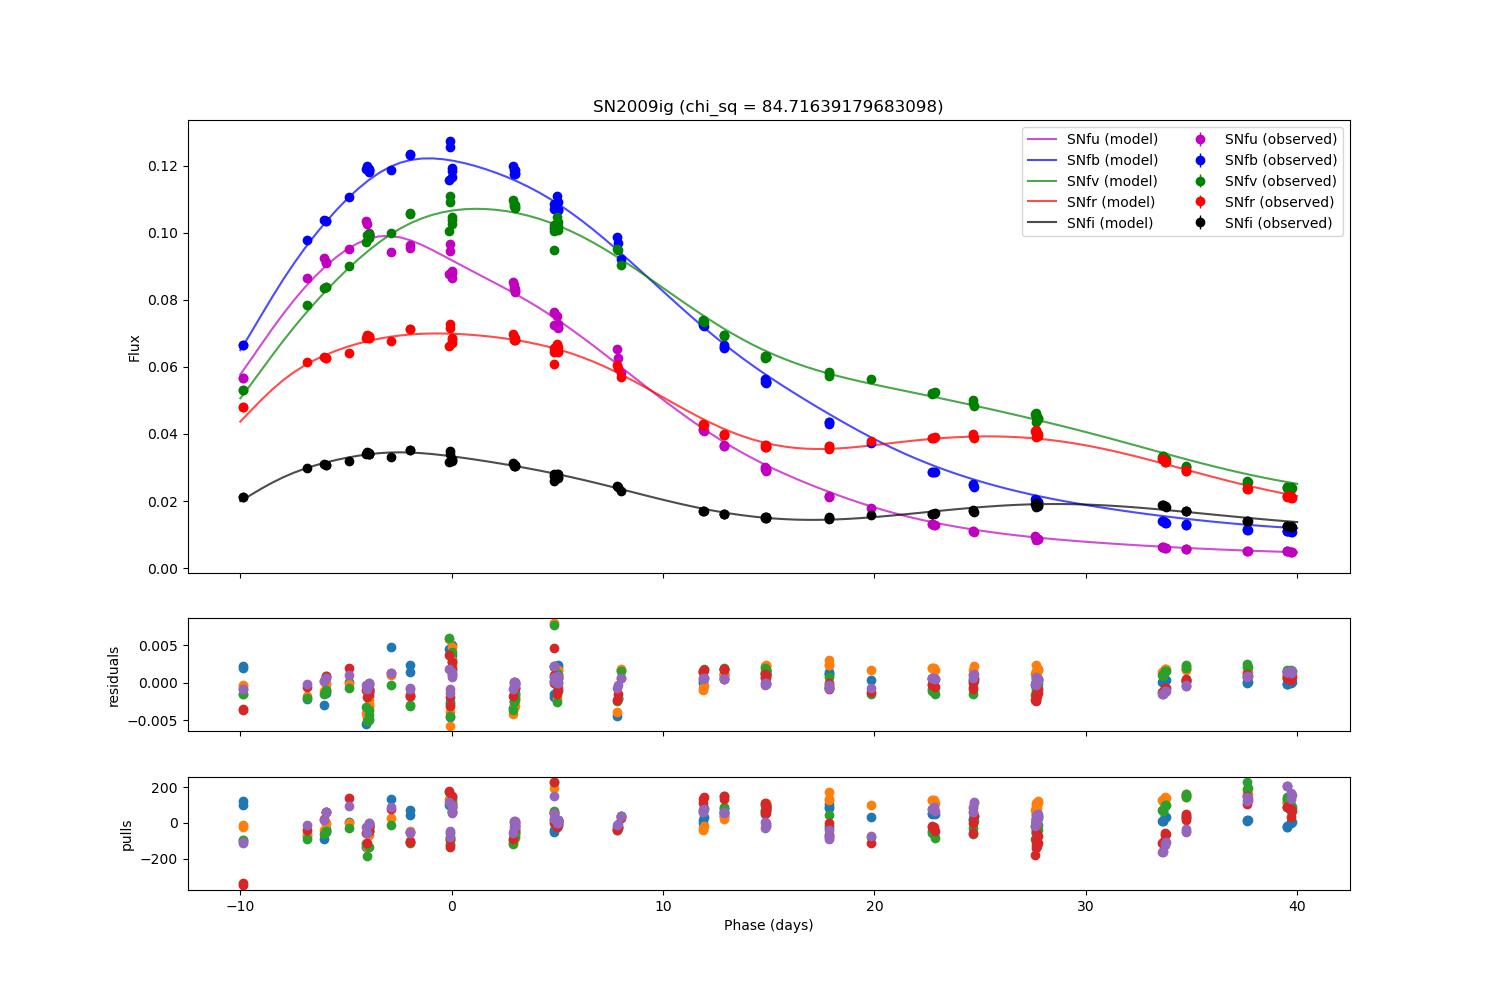 SN2009ig (chi_sq = 84.71639179683098)
SNfu (model) SNfu (observed)
SNfb (model) SNfb (observed)
SNfv (model) SNfv (observed)
SNfr (model) SNfr (observed)
SNfi (model) SNfi (observed)
Flux
0.12
0.10
0.08
0.06
0.04
0.02
0.00
residuals
0.005
0.000
−0.005
pulls
200
0
−200
−10 0 10 20 30 40
Phase (days)